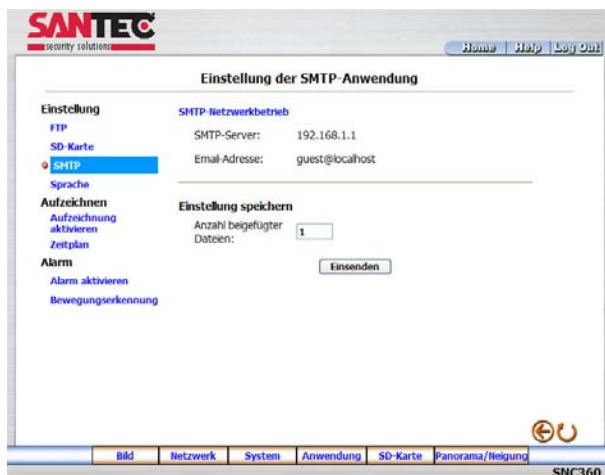 SANTEC
security solutions
Home Help Log Out
Einstellung der SMTP-Anwendung
Einstellung
FTP
SD-Karte
SMTP
Sprache
Aufzeichnen
Aufzeichnung
aktivieren
Zeitplan
Alarm
Alarm aktivieren
Bewegungserkennung
SMTP-Netzwerkbetrieb
SMTP-Server: 192.168.1.1
Email-Adresse: guest@localhost
Einstellung speichern
Anzahl beigefügter
Dateien: 1
Einsenden
Bild Netzwerk System Anwendung SD-Karte Panorama/Neigung
SNC360